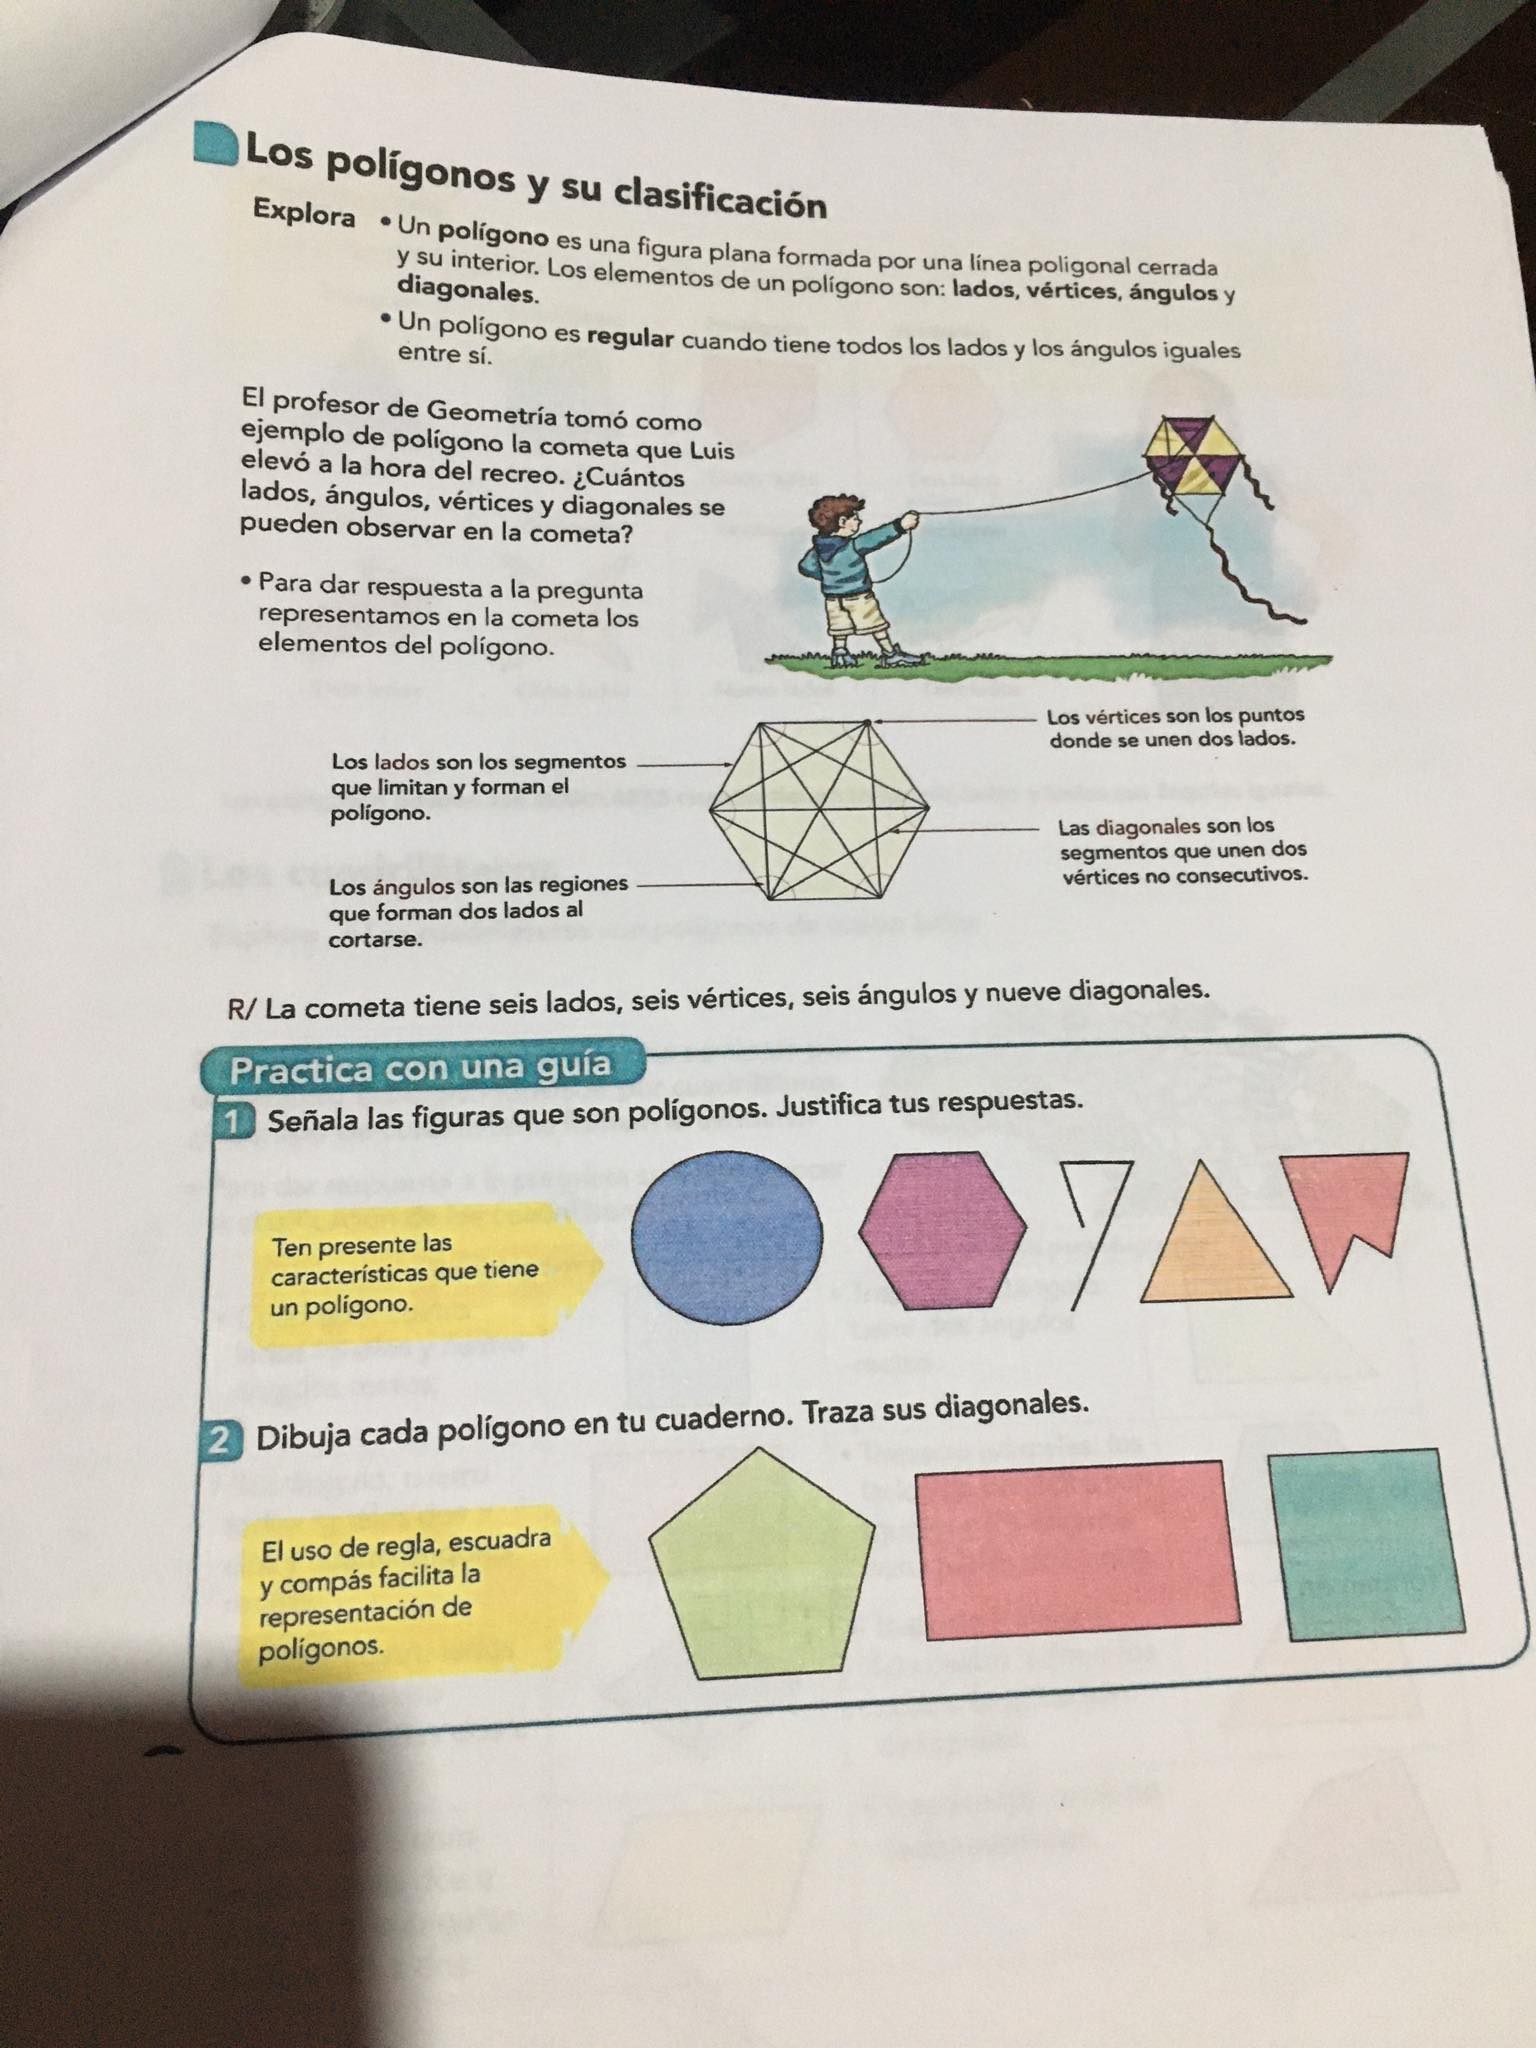 Los polígonos y su clasificación
Explora • Un polígono es una figura plana formada por una línea poligonal cerrada
y su interior. Los elementos de un polígono son: lados, vértices, ángulos y
diagonales.
• Un polígono es regular cuando tiene todos los lados y los ángulos iguales
entre sí.
El profesor de Geometría tomó como
ejemplo de polígono la cometa que Luis
elevó a la hora del recreo. ¿Cuántos
lados, ángulos, vértices y diagonales se
pueden observar en la cometa?
• Para dar respuesta a la pregunta
representamos en la cometa los
elementos del polígono.
Los vértices son los puntos
donde se unen dos lados.
Los lados son los segmentos
que limitan y forman el
polígono.
Las diagonales son los
segmentos que unen dos
vértices no consecutivos.
Los ángulos son las regiones
que forman dos lados al
cortarse.
R/ La cometa tiene seis lados, seis vértices, seis ángulos y nueve diagonales.
Practica con una guía
1 Señala las figuras que son polígonos. Justifica tus respuestas.
Ten presente las
características que tiene
un polígono.
2 Dibuja cada polígono en tu cuaderno. Traza sus diagonales.
El uso de regla, escuadra
y compás facilita la
representación de
polígonos.